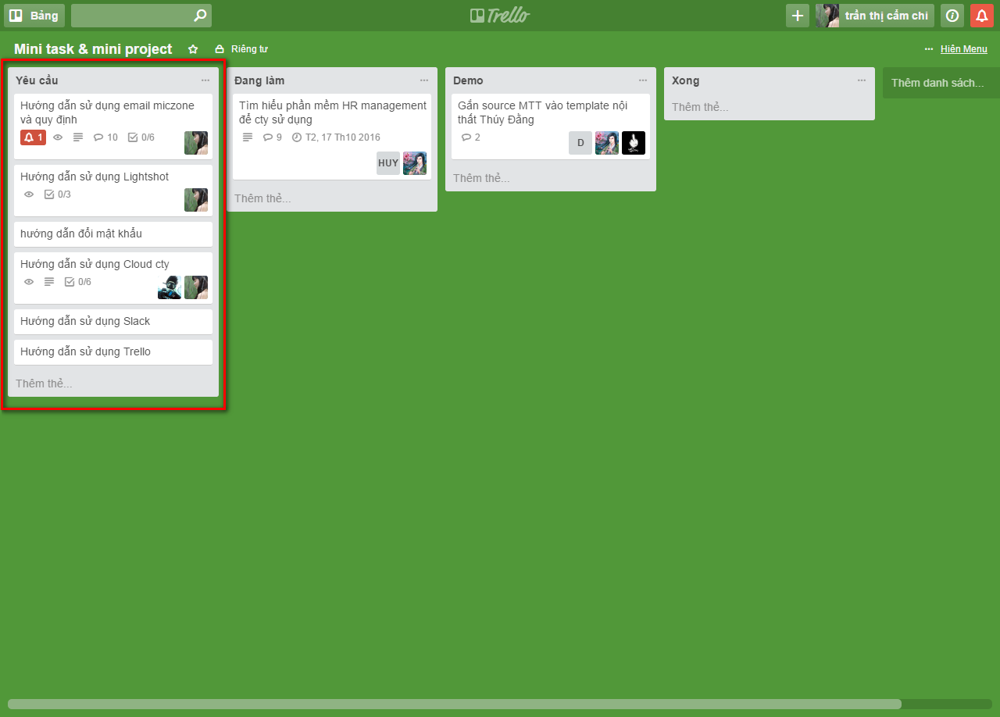 Bảng
Trello
trần thị cẩm chi
Mini task & mini project
Riêng tư
Hiện Menu
Yêu cầu
Hướng dẫn sử dụng email miczone
và quy định
1
10
0/6
Hướng dẫn sử dụng Lightshot
0/3
hướng dẫn đổi mật khẩu
Hướng dẫn sử dụng Cloud cty
0/6
Hướng dẫn sử dụng Slack
Hướng dẫn sử dụng Trello
Thêm thẻ...
Đang làm
Tìm hiểu phần mềm HR management
để cty sử dụng
9
T2, 17 Th10 2016
HUY
Thêm thẻ...
Demo
Gắn source MTT vào template nội
thất Thúy Đằng
2
D
Thêm thẻ...
Xong
Thêm thẻ...
Thêm danh sách...